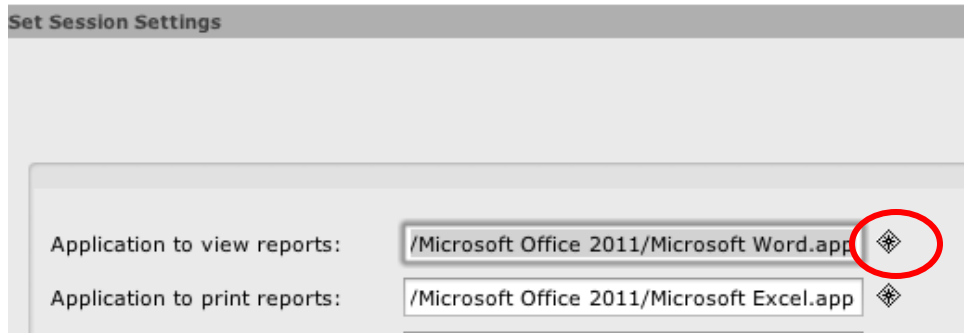 Set Session Settings
Application to view reports: /Microsoft Office 2011/Microsoft Word.app
Application to print reports: /Microsoft Office 2011/Microsoft Excel.app